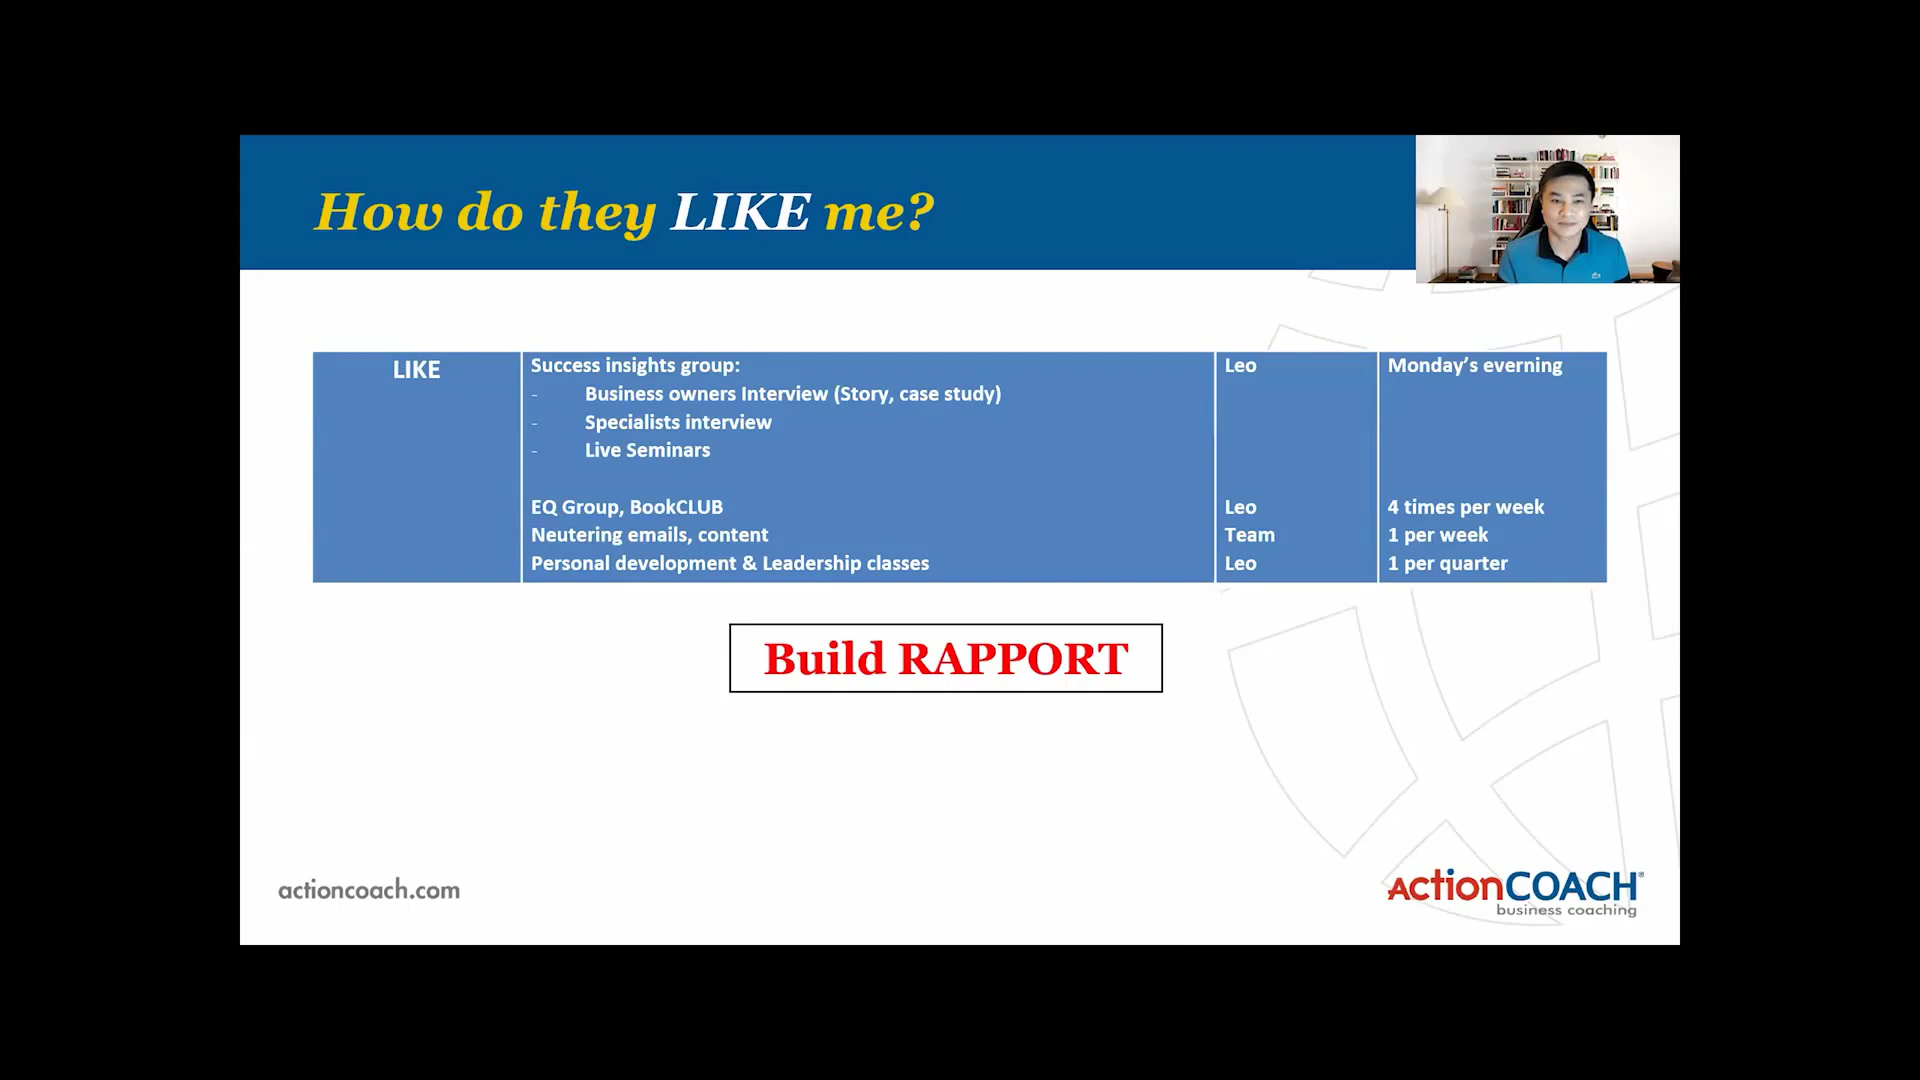 How do they LIKE me?
LIKE
Success insights group:
- Business owners Interview (Story, case study)
- Specialists interview
- Live Seminars
EQ Group, BookCLUB
Neutering emails, content
Personal development & Leadership classes
Leo
Leo
Team
Leo
Monday’s everning
4 times per week
1 per week
1 per quarter
Build RAPPORT
actioncoach.com
ActionCOACH®
business coaching